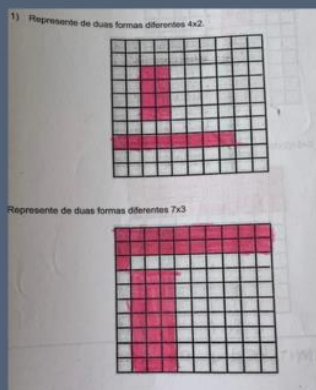 1) Represente de duas formas diferentes 4x2.
Represente de duas formas diferentes 7x3